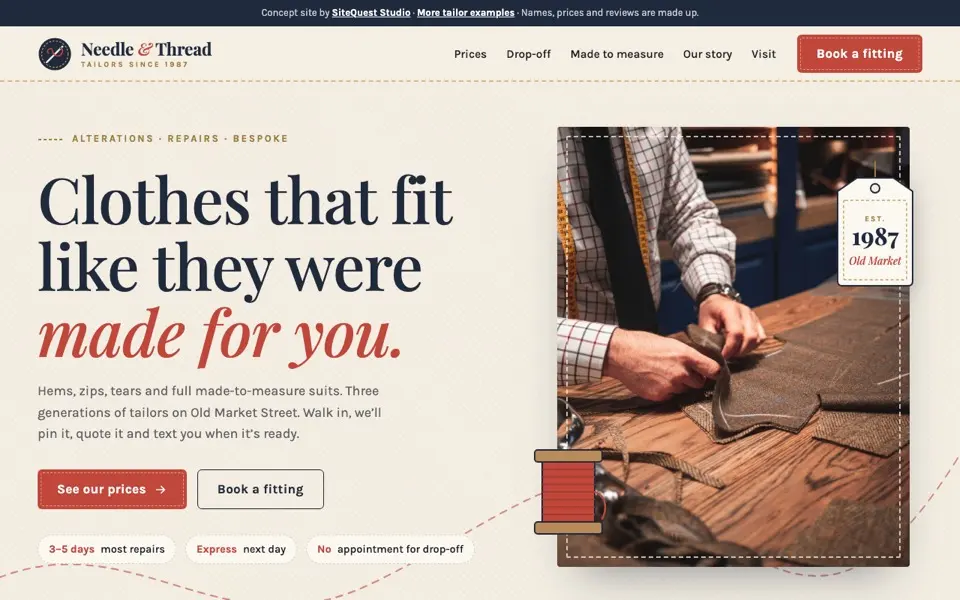 Concept site by SiteQuest Studio · More tailor examples · Names, prices and reviews are made up.
Needle & Thread
TAILORS SINCE 1987
Prices
Drop-off
Made to measure
Our story
Visit
Book a fitting
ALTERATIONS · REPAIRS · BESPOKE
Clothes that fit
like they were
made for you.
Hems, zips, tears and full made-to-measure suits. Three
generations of tailors on Old Market Street. Walk in, we'll
pin it, quote it and text you when it's ready.
See our prices →
Book a fitting
3–5 days most repairs
Express next day
No appointment for drop-off
EST.
1987
Old Market